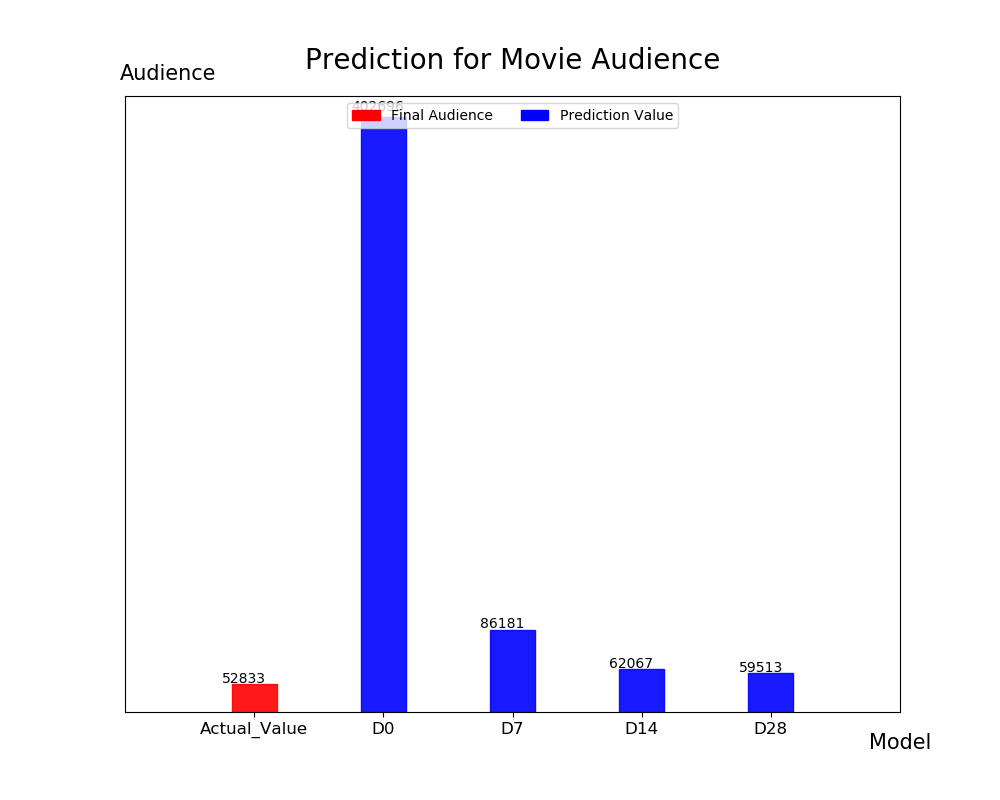 Prediction for Movie Audience
Audience
402696
Final Audience Prediction Value
86181
62067
59513
52833
Actual_Value D0 D7 D14 D28
Model